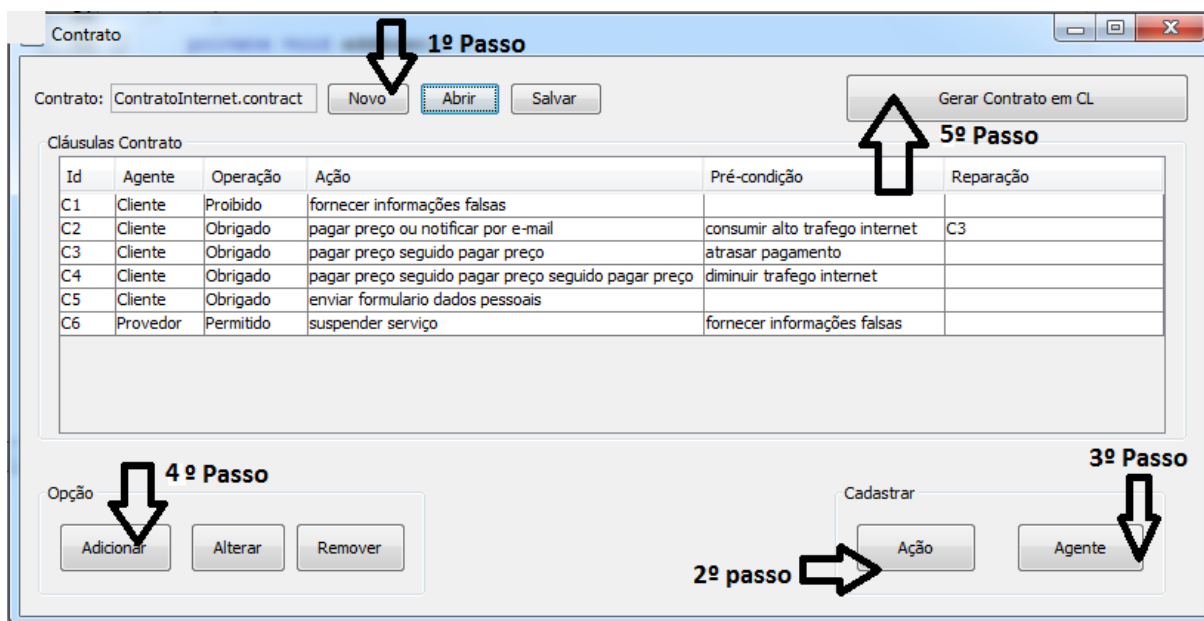 Contrato
1º Passo
Contrato: ContratoInternet.contract Novo Abrir Salvar Gerar Contrato em CL
5º Passo
Cláusulas Contrato
Id Agente Operação Ação Pré-condição Reparação
C1 Cliente Proibido fornecer informações falsas
C2 Cliente Obrigado pagar preço ou notificar por e-mail consumir alto trafego internet C3
C3 Cliente Obrigado pagar preço seguido pagar preço atrasar pagamento
C4 Cliente Obrigado pagar preço seguido pagar preço seguido pagar preço diminuir trafego internet
C5 Cliente Obrigado enviar formulario dados pessoais
C6 Provedor Permitido suspender serviço fornecer informações falsas
3º Passo
4 º Passo
Opção Cadastrar
Adicionar Alterar Remover Ação Agente
2º passo